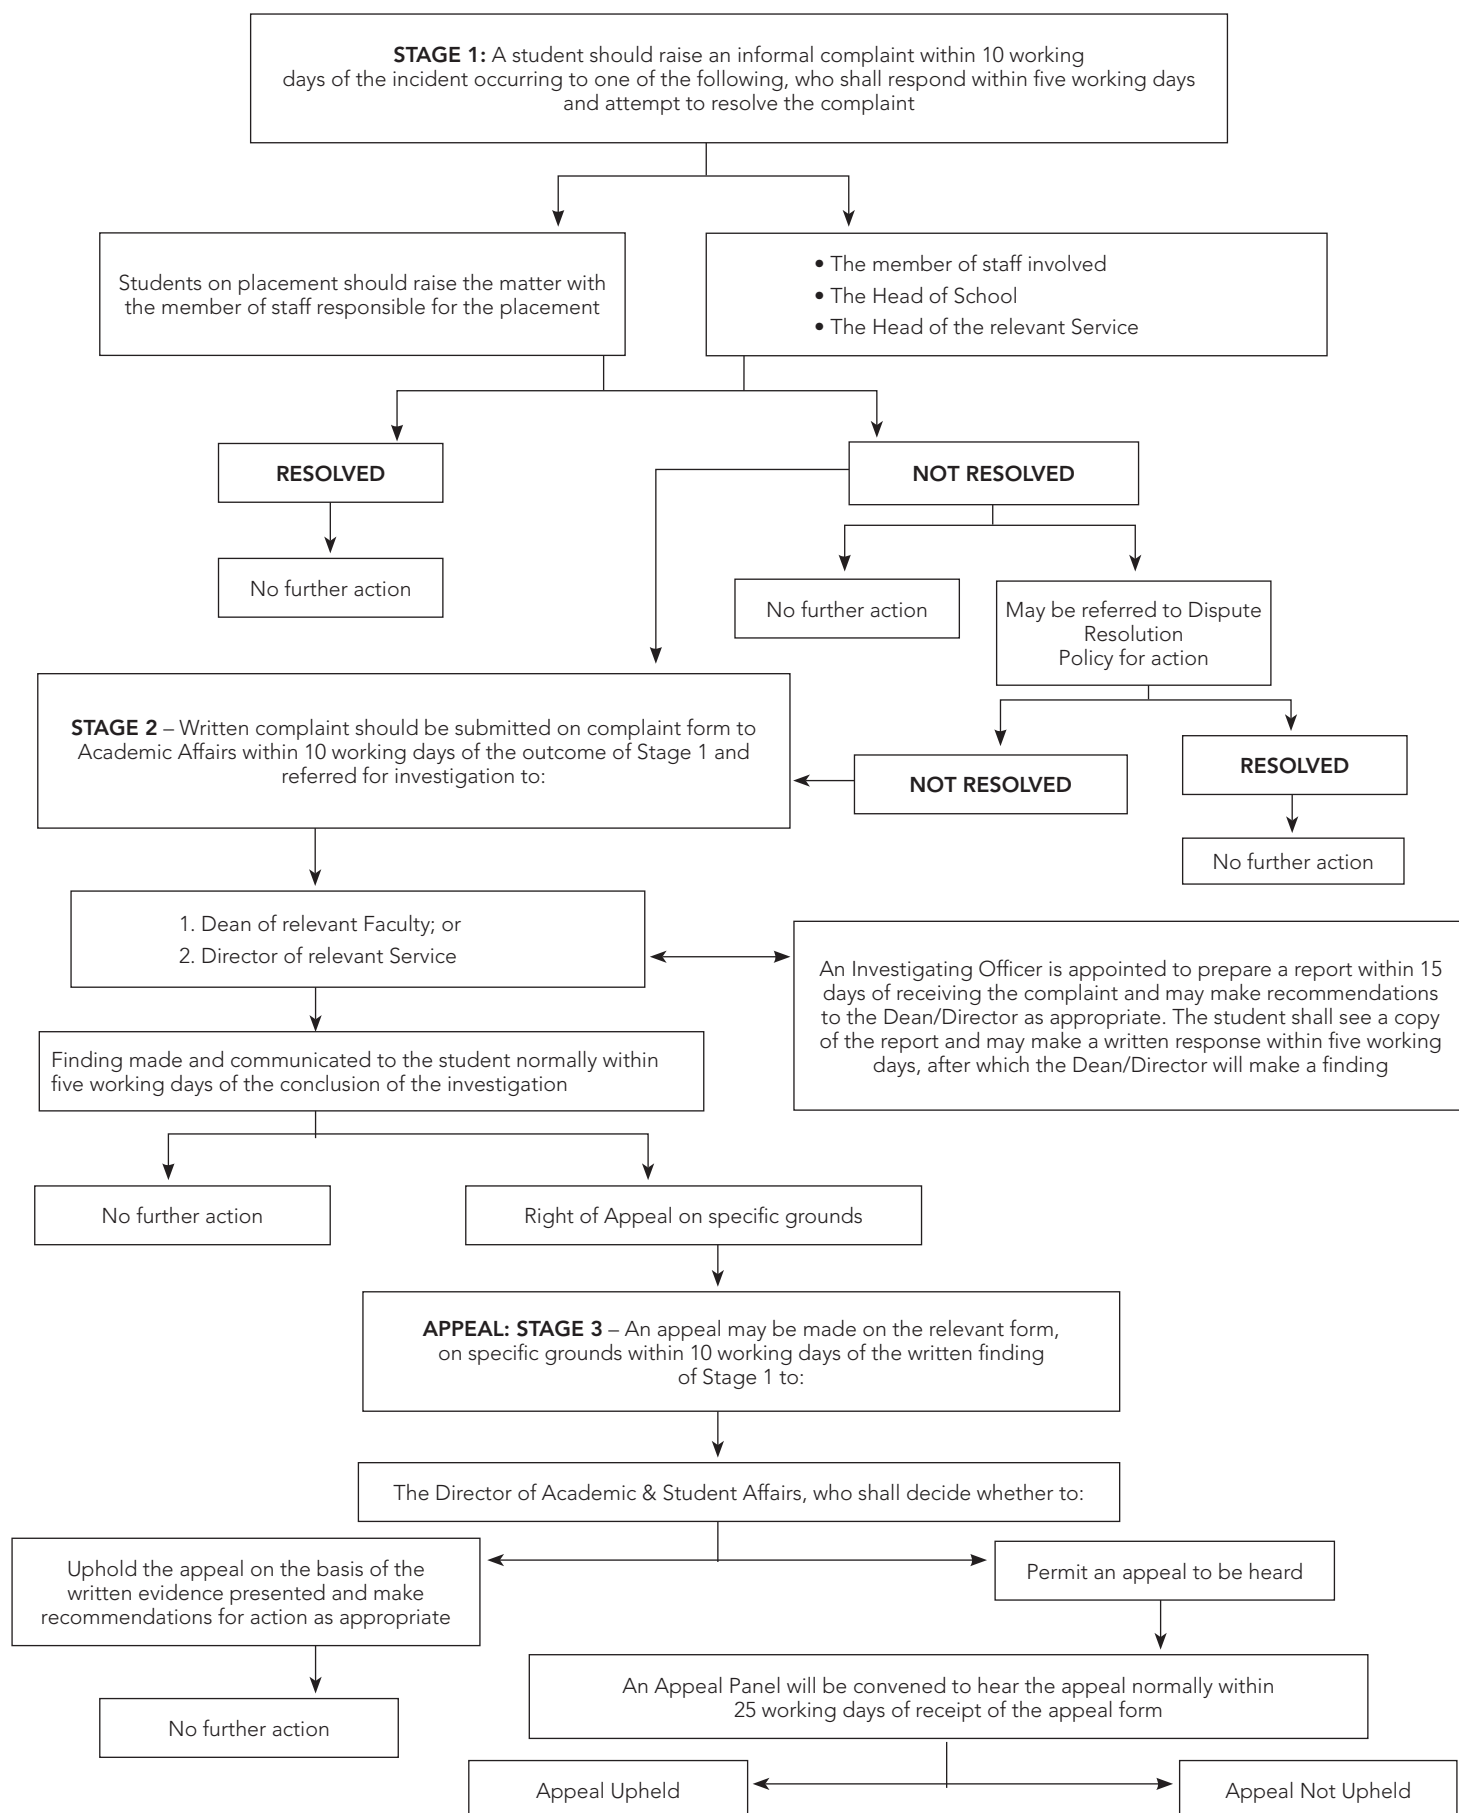 STAGE 1: A student should raise an informal complaint within 10 working
days of the incident occurring to one of the following, who shall respond within five working days
and attempt to resolve the complaint
Students on placement should raise the matter with
the member of staff responsible for the placement
• The member of staff involved
• The Head of School
• The Head of the relevant Service
RESOLVED
NOT RESOLVED
No further action
No further action
May be referred to Dispute
Resolution
Policy for action
STAGE 2 – Written complaint should be submitted on complaint form to
Academic Affairs within 10 working days of the outcome of Stage 1 and
referred for investigation to:
NOT RESOLVED
RESOLVED
No further action
1. Dean of relevant Faculty; or
2. Director of relevant Service
An Investigating Officer is appointed to prepare a report within 15
days of receiving the complaint and may make recommendations
to the Dean/Director as appropriate. The student shall see a copy
of the report and may make a written response within five working
days, after which the Dean/Director will make a finding
Finding made and communicated to the student normally within
five working days of the conclusion of the investigation
No further action
Right of Appeal on specific grounds
APPEAL: STAGE 3 – An appeal may be made on the relevant form,
on specific grounds within 10 working days of the written finding
of Stage 1 to:
The Director of Academic & Student Affairs, who shall decide whether to:
Uphold the appeal on the basis of the
written evidence presented and make
recommendations for action as appropriate
Permit an appeal to be heard
No further action
An Appeal Panel will be convened to hear the appeal normally within
25 working days of receipt of the appeal form
Appeal Upheld
Appeal Not Upheld